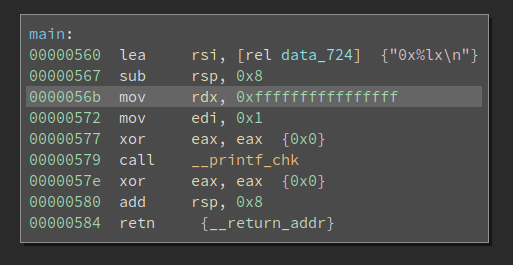 main:
00000560 lea rsi, [rel data_724] {"0x%lx\n"}
00000567 sub rsp, 0x8
0000056b mov rdx, 0xffffffffffffffff
00000572 mov edi, 0x1
00000577 xor eax, eax {0x0}
00000579 call __printf_chk
0000057e xor eax, eax {0x0}
00000580 add rsp, 0x8
00000584 retn {__return_addr}